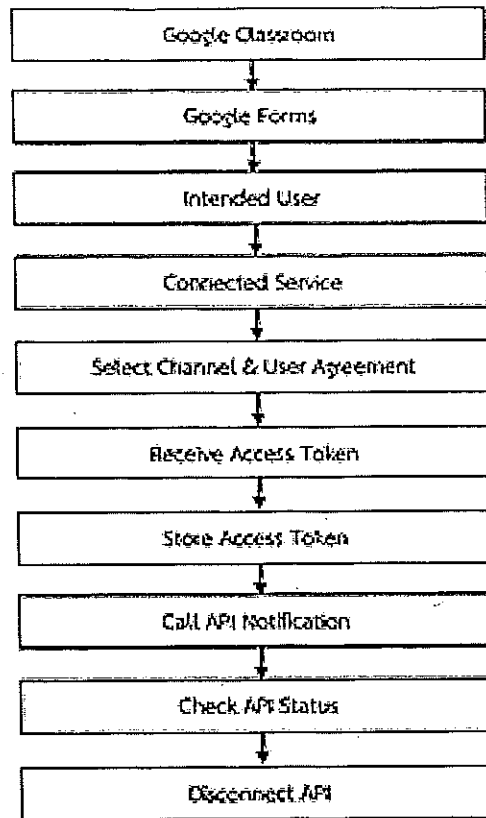 Google Classroom
Google Forms
Intended User
Connected Service
Select Channel & User Agreement
Receive Access Token
Store Access Token
Call API Notification
Check API Status
Disconnect API